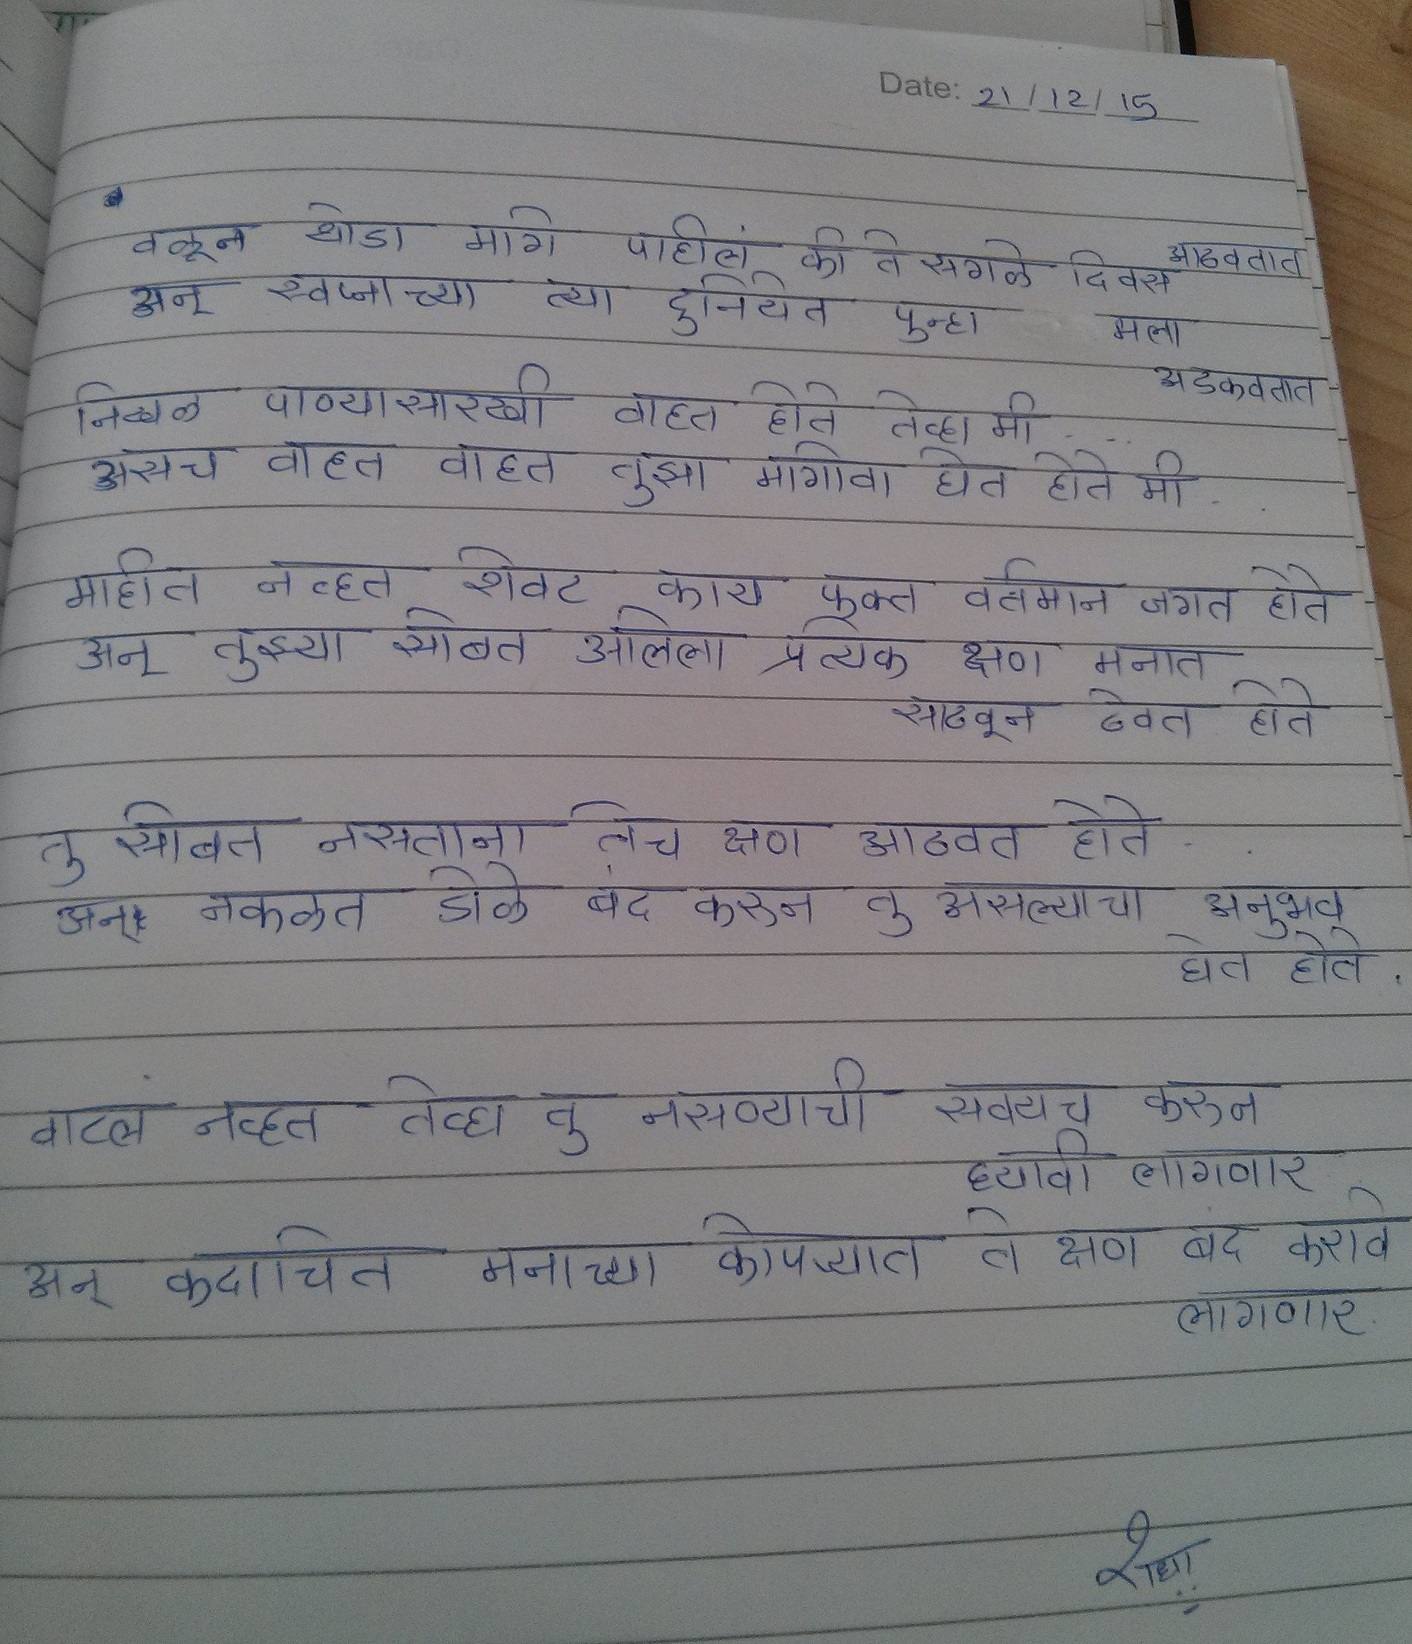 Date: 21/12/15
वळून थोडा मागे पाहीलं की ते सगळे दिवस आठवतात
अन् स्वप्नाच्या त्या दुनियेत पुन्हा मला
अडकवतात
निश्चल पाण्यासारखी वाहत होते तेव्हा मी ....
असच वाहत वाहत तुझा मागोवा घेत होते मी ..
माहीत नव्हत शेवट काय फक्त वर्तमान जगत होते
अन् तुझ्या सोबत आलेला प्रत्येक क्षण मनात
साठवून ठेवत होते
तु सोबत नसताना तेच क्षण आठवत होते ..
अन् नकळत डोळे बंद करुन तु असल्याचा अनुभव
घेत होते.
वाटलं नव्हत तेव्हा तु नसण्याची सवयच करुन
घ्यावी लागणार
अन् कदाचित मनाच्या कोपऱ्यात ते क्षण बंद करावे
लागणार.